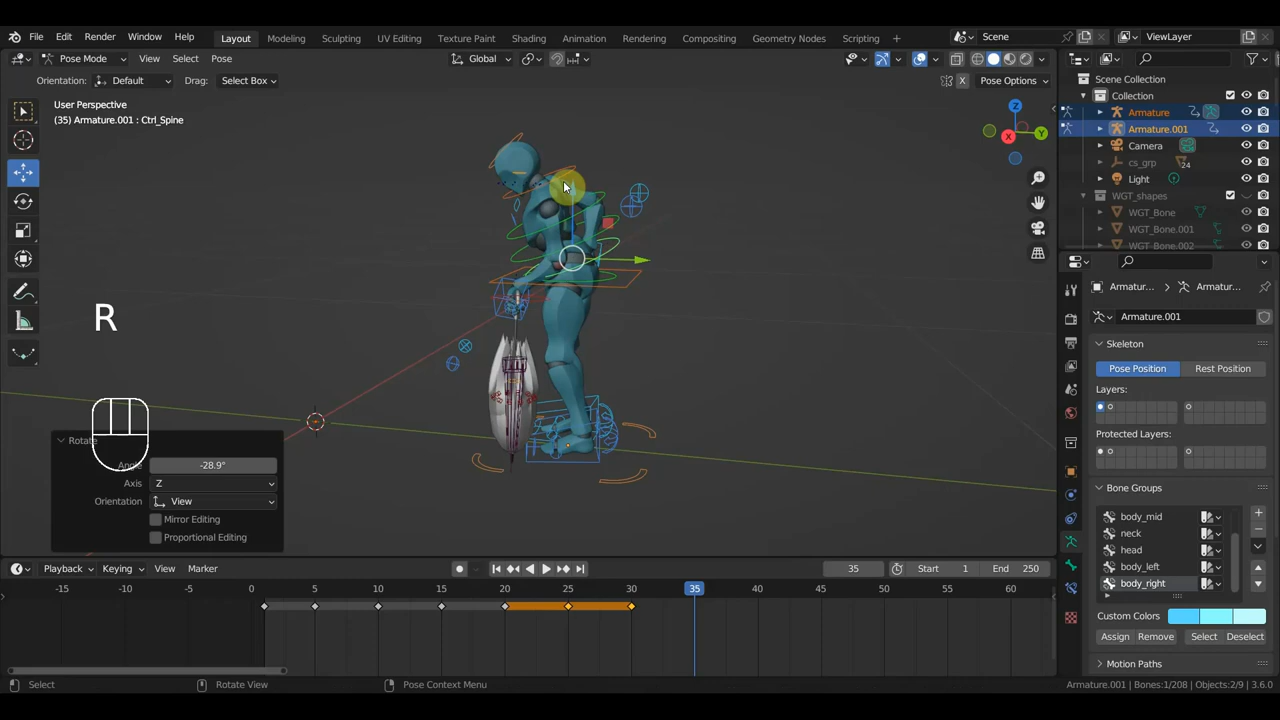 File Edit Render Window Help
Layout Modeling Sculpting UV Editing Texture Paint Shading Animation Rendering Compositing Geometry Nodes Scripting +
Scene ViewLayer
Pose Mode View Select Pose
Global
Orientation: Default Drag: Select Box
X Pose Options
User Perspective
(35) Armature.001 : Ctrl_Spine
Z
Y
X
R
Rotate
Angle -28.9°
Axis Z
Orientation View
Mirror Editing
Proportional Editing
Scene Collection
Collection
Armature
Armature.001
Camera
cs_grp 24
Light
WGT_shapes
WGT_Bone
WGT_Bone.001
WGT_Bone.002
Armatur... > Armatur...
Armature.001
Skeleton
Pose Position Rest Position
Layers:
Protected Layers:
Bone Groups
body_mid
neck
head
body_left
body_right
Custom Colors
Assign Remove Select Deselect
Motion Paths
Playback Keying View Marker
35 Start 1 End 250
-15 -10 -5 0 5 10 15 20 25 30 35 40 45 50 55 60
Select Rotate View Pose Context Menu
Armature.001 | Bones:1/208 | Objects:2/9 | 3.6.0